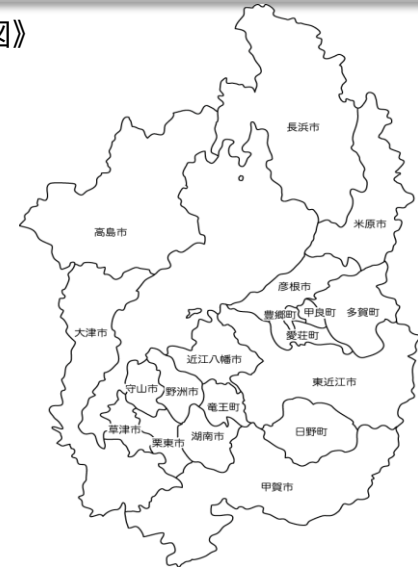 図》
長浜市
米原市
高島市
彦根市
豊郷町
甲良町
多賀町
愛荘町
大津市
近江八幡市
東近江市
守山市
野洲市
竜王町
草津市
栗東市
湖南市
日野町
甲賀市